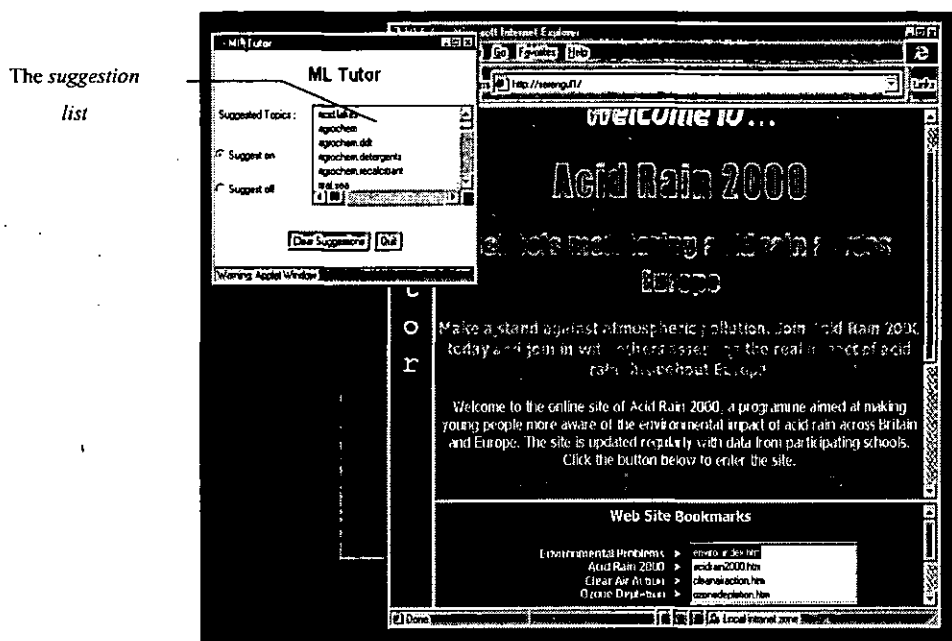 The suggestion
list
ML Tutor
ML Tutor
Suggested Topics :
agrochem
agrochem.ddt
agrochem.detergents
agrochem.recalcitrant
Suggest on
Suggest off
Clear Suggestions
Quit
Warning: Applet Window
soft Internet Explorer
Go Favorites Help
Links
Welcome to ...
Acid Rain 2000
Europe
o
r
Make a stand against atmospheric pollution. Join Acid Rain 2000
today and join in with others assessing the real impact of acid
rain throughout Europe
Welcome to the online site of Acid Rain 2000, a programme aimed at making
young people more aware of the environmental impact of acid rain across Britain
and Europe. The site is updated regularly with data from participating schools.
Click the button below to enter the site.
Web Site Bookmarks
Environmental Problems >
Acid Rain 2000 > acidrain2000.htm
Clear Air Action > cleanairaction.htm
Ozone Depletion > ozonedepletion.htm
Done
Local intranet zone